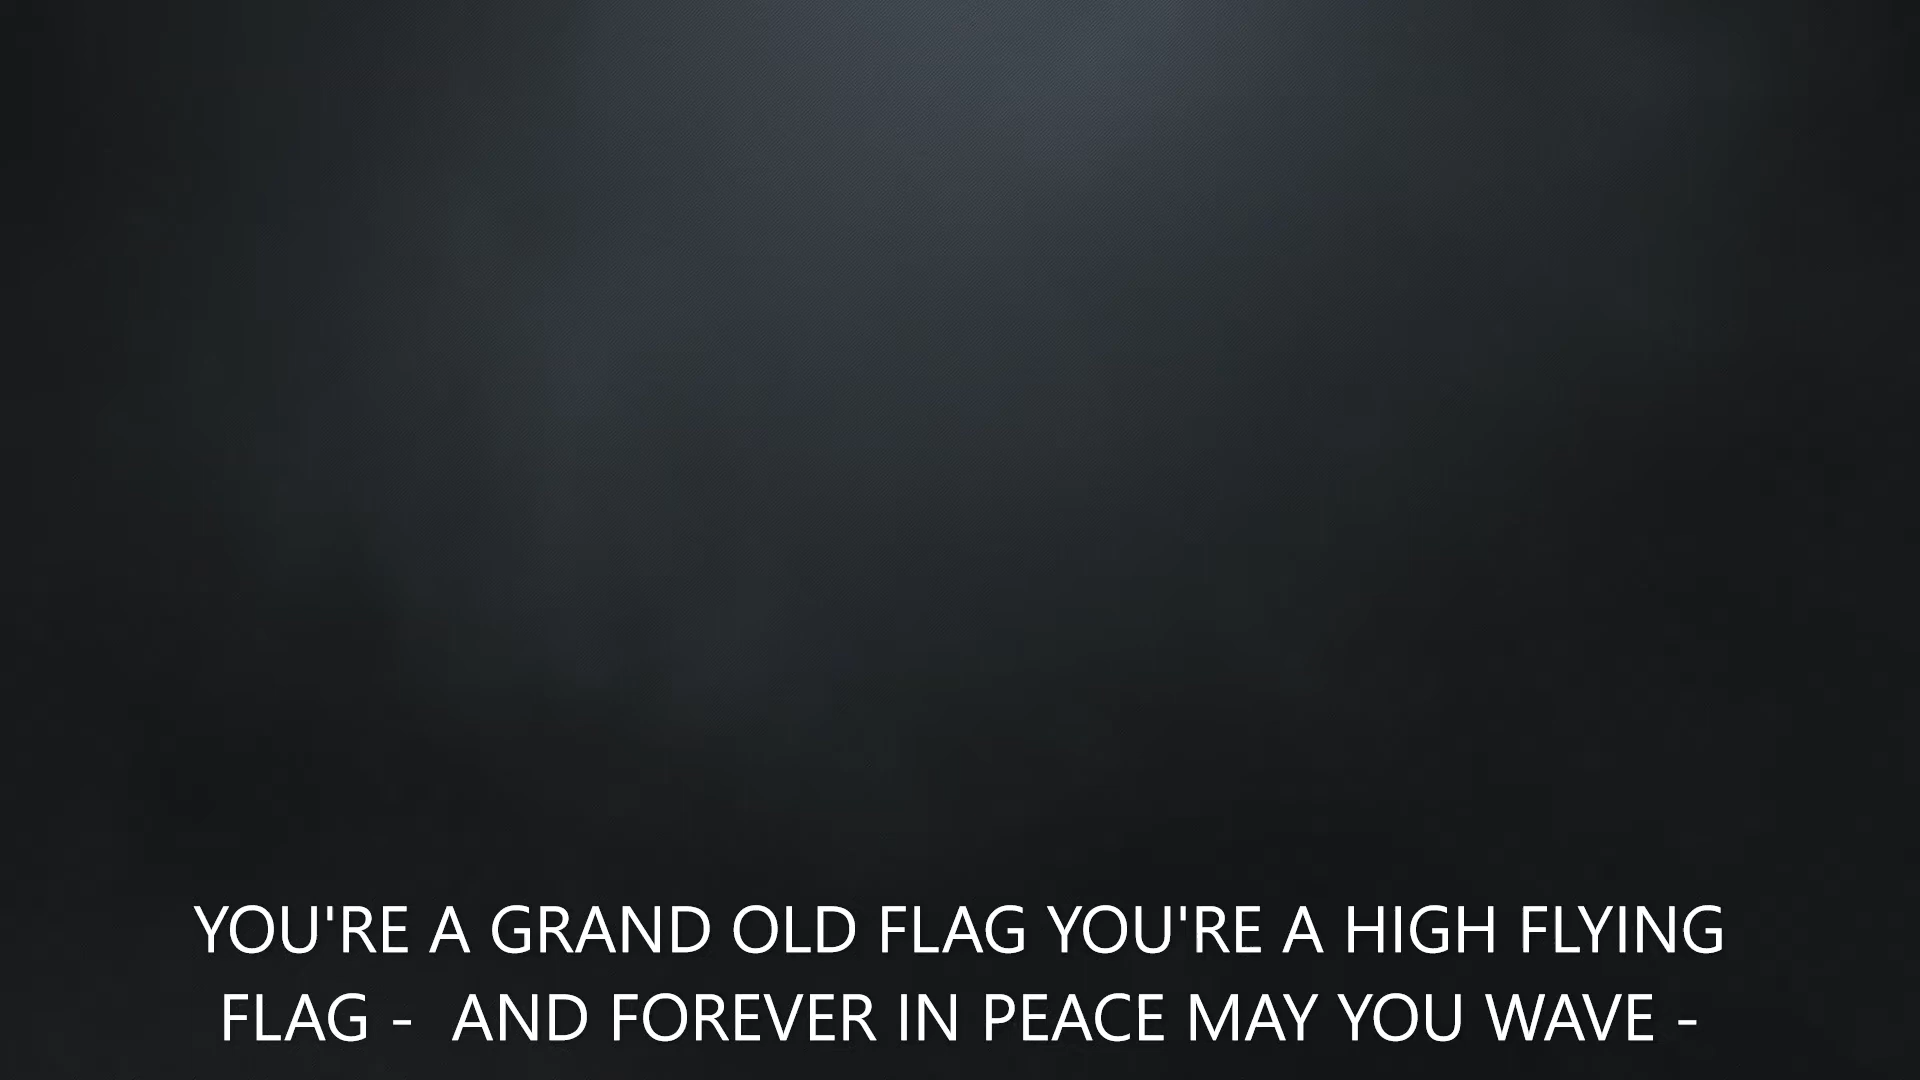 YOU'RE A GRAND OLD FLAG YOU'RE A HIGH FLYING
FLAG -  AND FOREVER IN PEACE MAY YOU WAVE -